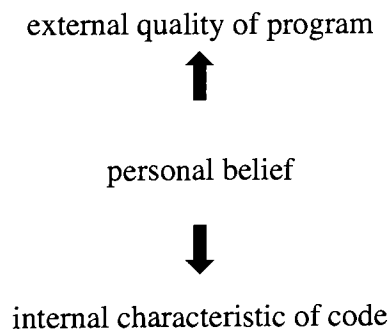 external quality of program
personal belief
internal characteristic of code